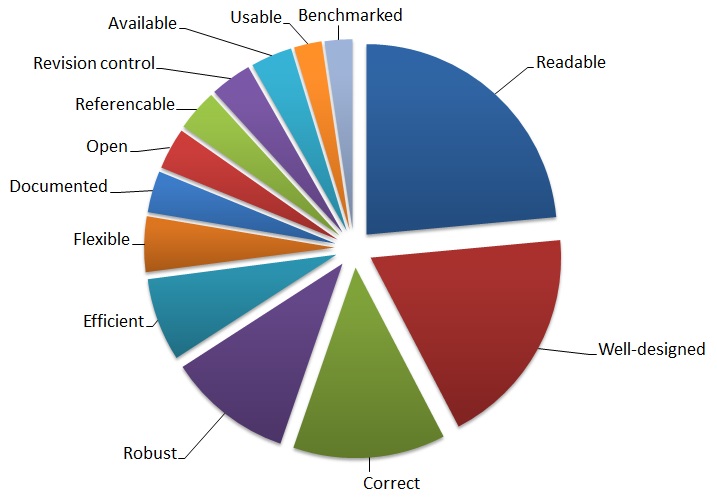 Benchmarked
Usable
Available
Readable
Revision control
Referencable
Open
Documented
Flexible
Efficient
Well-designed
Robust
Correct